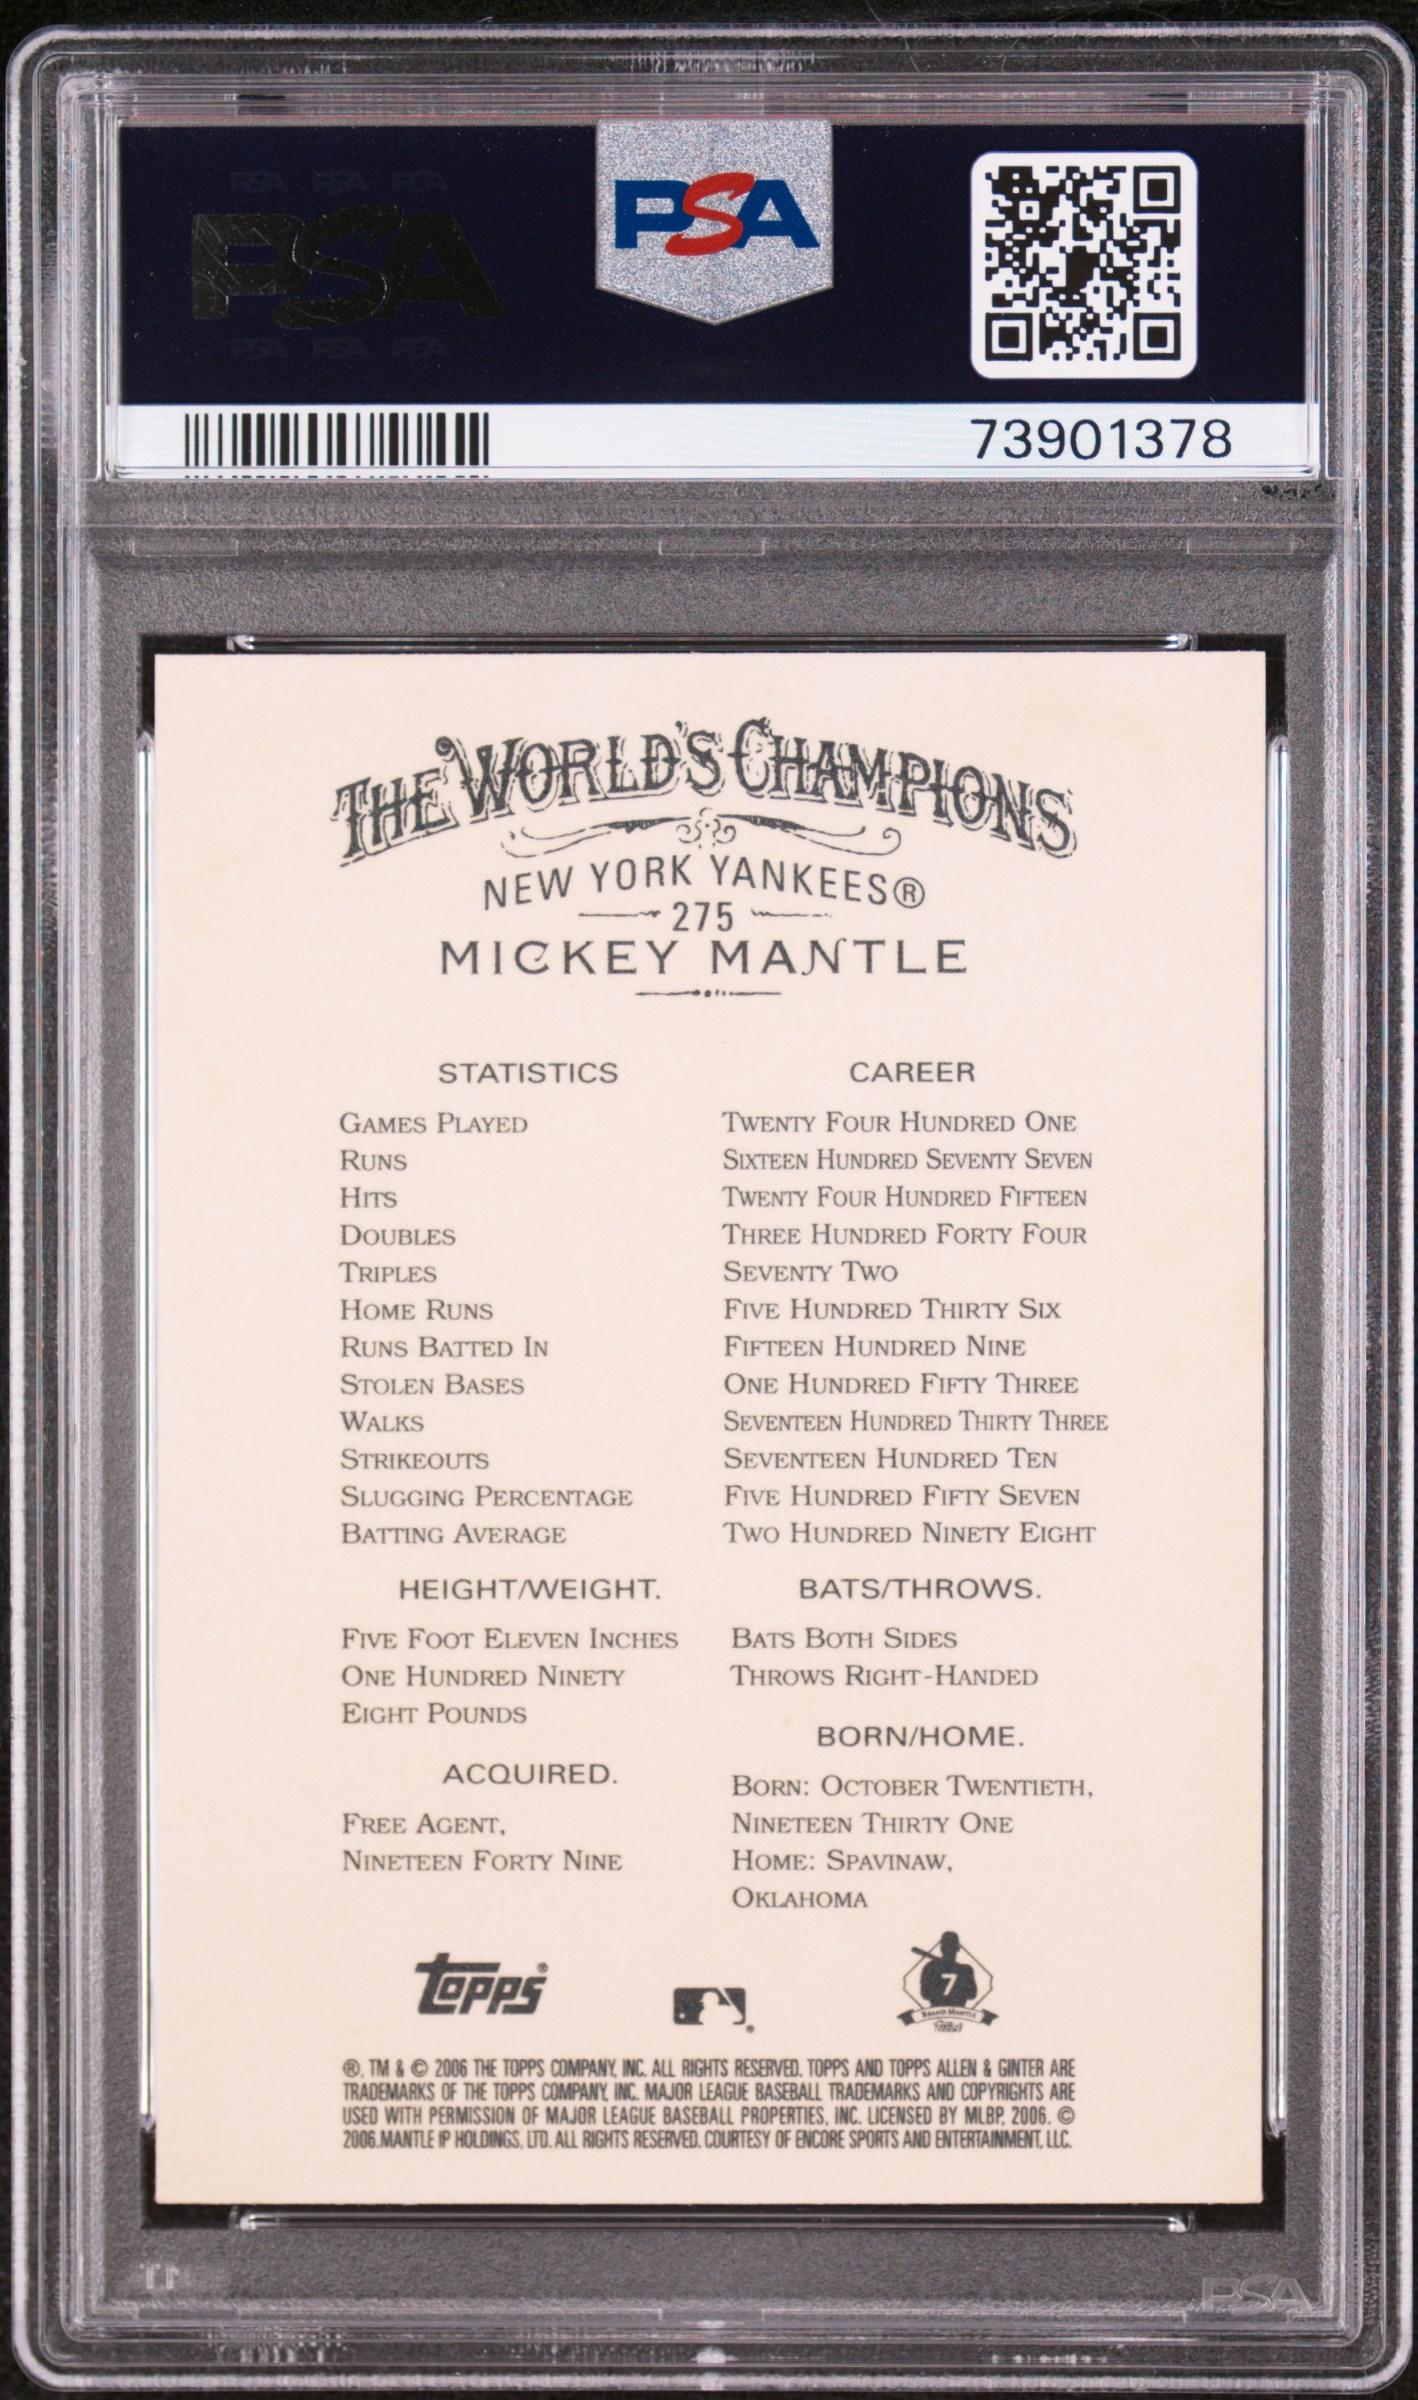 PSA PSA PSA
PSA
PSA PSA PSA
PSA
73901378
THE WORLD'S CHAMPIONS
NEW YORK YANKEES®
275
MICKEY MANTLE
STATISTICS CAREER
GAMES PLAYED TWENTY FOUR HUNDRED ONE
RUNS SIXTEEN HUNDRED SEVENTY SEVEN
HITS TWENTY FOUR HUNDRED FIFTEEN
DOUBLES THREE HUNDRED FORTY FOUR
TRIPLES SEVENTY TWO
HOME RUNS FIVE HUNDRED THIRTY SIX
RUNS BATTED IN FIFTEEN HUNDRED NINE
STOLEN BASES ONE HUNDRED FIFTY THREE
WALKS SEVENTEEN HUNDRED THIRTY THREE
STRIKEOUTS SEVENTEEN HUNDRED TEN
SLUGGING PERCENTAGE FIVE HUNDRED FIFTY SEVEN
BATTING AVERAGE TWO HUNDRED NINETY EIGHT
HEIGHT/WEIGHT.
FIVE FOOT ELEVEN INCHES
ONE HUNDRED NINETY
EIGHT POUNDS
ACQUIRED.
FREE AGENT,
NINETEEN FORTY NINE
BATS/THROWS.
BATS BOTH SIDES
THROWS RIGHT-HANDED
BORN/HOME.
BORN: OCTOBER TWENTIETH,
NINETEEN THIRTY ONE
HOME: SPAVINAW,
OKLAHOMA
topps®
®
7
®, TM & © 2006 THE TOPPS COMPANY, INC. ALL RIGHTS RESERVED. TOPPS AND TOPPS ALLEN & GINTER ARE
TRADEMARKS OF THE TOPPS COMPANY, INC. MAJOR LEAGUE BASEBALL TRADEMARKS AND COPYRIGHTS ARE
USED WITH PERMISSION OF MAJOR LEAGUE BASEBALL PROPERTIES, INC. LICENSED BY MLBP, 2006. ©
2006.MANTLE IP HOLDINGS, LTD. ALL RIGHTS RESERVED. COURTESY OF ENCORE SPORTS AND ENTERTAINMENT, LLC.
PSA